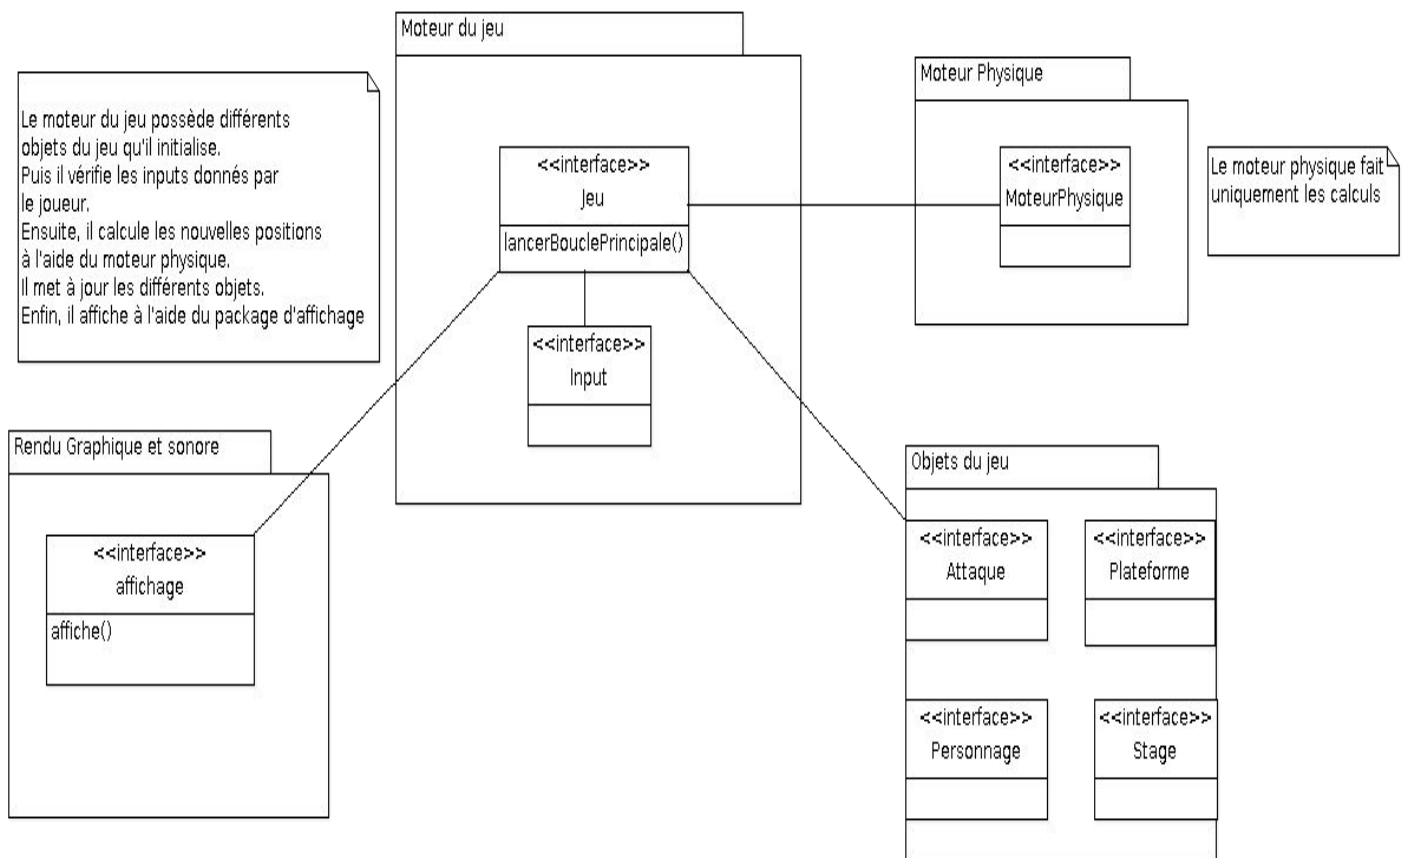 Moteur du jeu
Le moteur du jeu possède différents
objets du jeu qu'il initialise.
Puis il vérifie les inputs donnés par
le joueur.
Ensuite, il calcule les nouvelles positions
à l'aide du moteur physique.
Il met à jour les différents objets.
Enfin, il affiche à l'aide du package d'affichage
<<interface>>
Jeu
lancerBouclePrincipale()
<<interface>>
Input
Moteur Physique
<<interface>>
MoteurPhysique
Le moteur physique fait
uniquement les calculs
Rendu Graphique et sonore
<<interface>>
affichage
affiche()
Objets du jeu
<<interface>>
Attaque
<<interface>>
Plateforme
<<interface>>
Personnage
<<interface>>
Stage